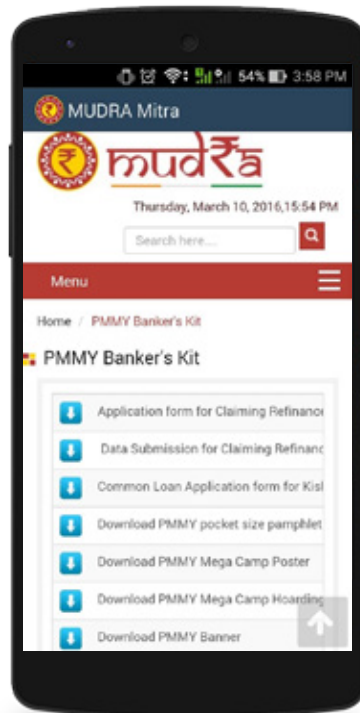 54% 3:58 PM
MUDRA Mitra
mudra
Thursday, March 10, 2016,15:54 PM
Search here....
Menu
Home / PMMY Banker's Kit
PMMY Banker's Kit
Application form for Claiming Refinance
Data Submission for Claiming Refinanc
Common Loan Application form for Kis
Download PMMY pocket size pamphlet
Download PMMY Mega Camp Poster
Download PMMY Mega Camp Hoarding
Download PMMY Banner